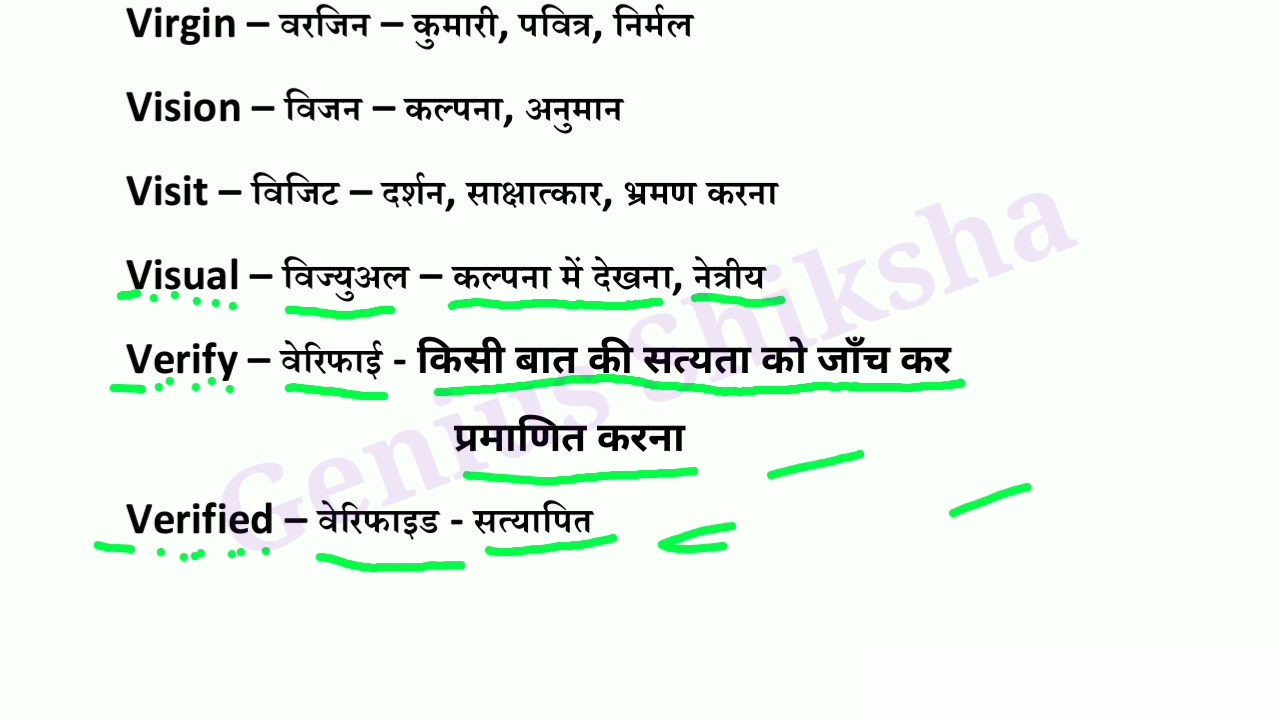 Virgin – वरजिन – कुमारी, पवित्र, निर्मल
Vision – विजन – कल्पना, अनुमान
Visit – विजिट – दर्शन, साक्षात्कार, भ्रमण करना
Visual – विज्युअल – कल्पना में देखना, नेत्रीय
Verify – वेरिफाई - किसी बात की सत्यता को जाँच कर
प्रमाणित करना
Verified – वेरिफाइड - सत्यापित
Genius Shiksha